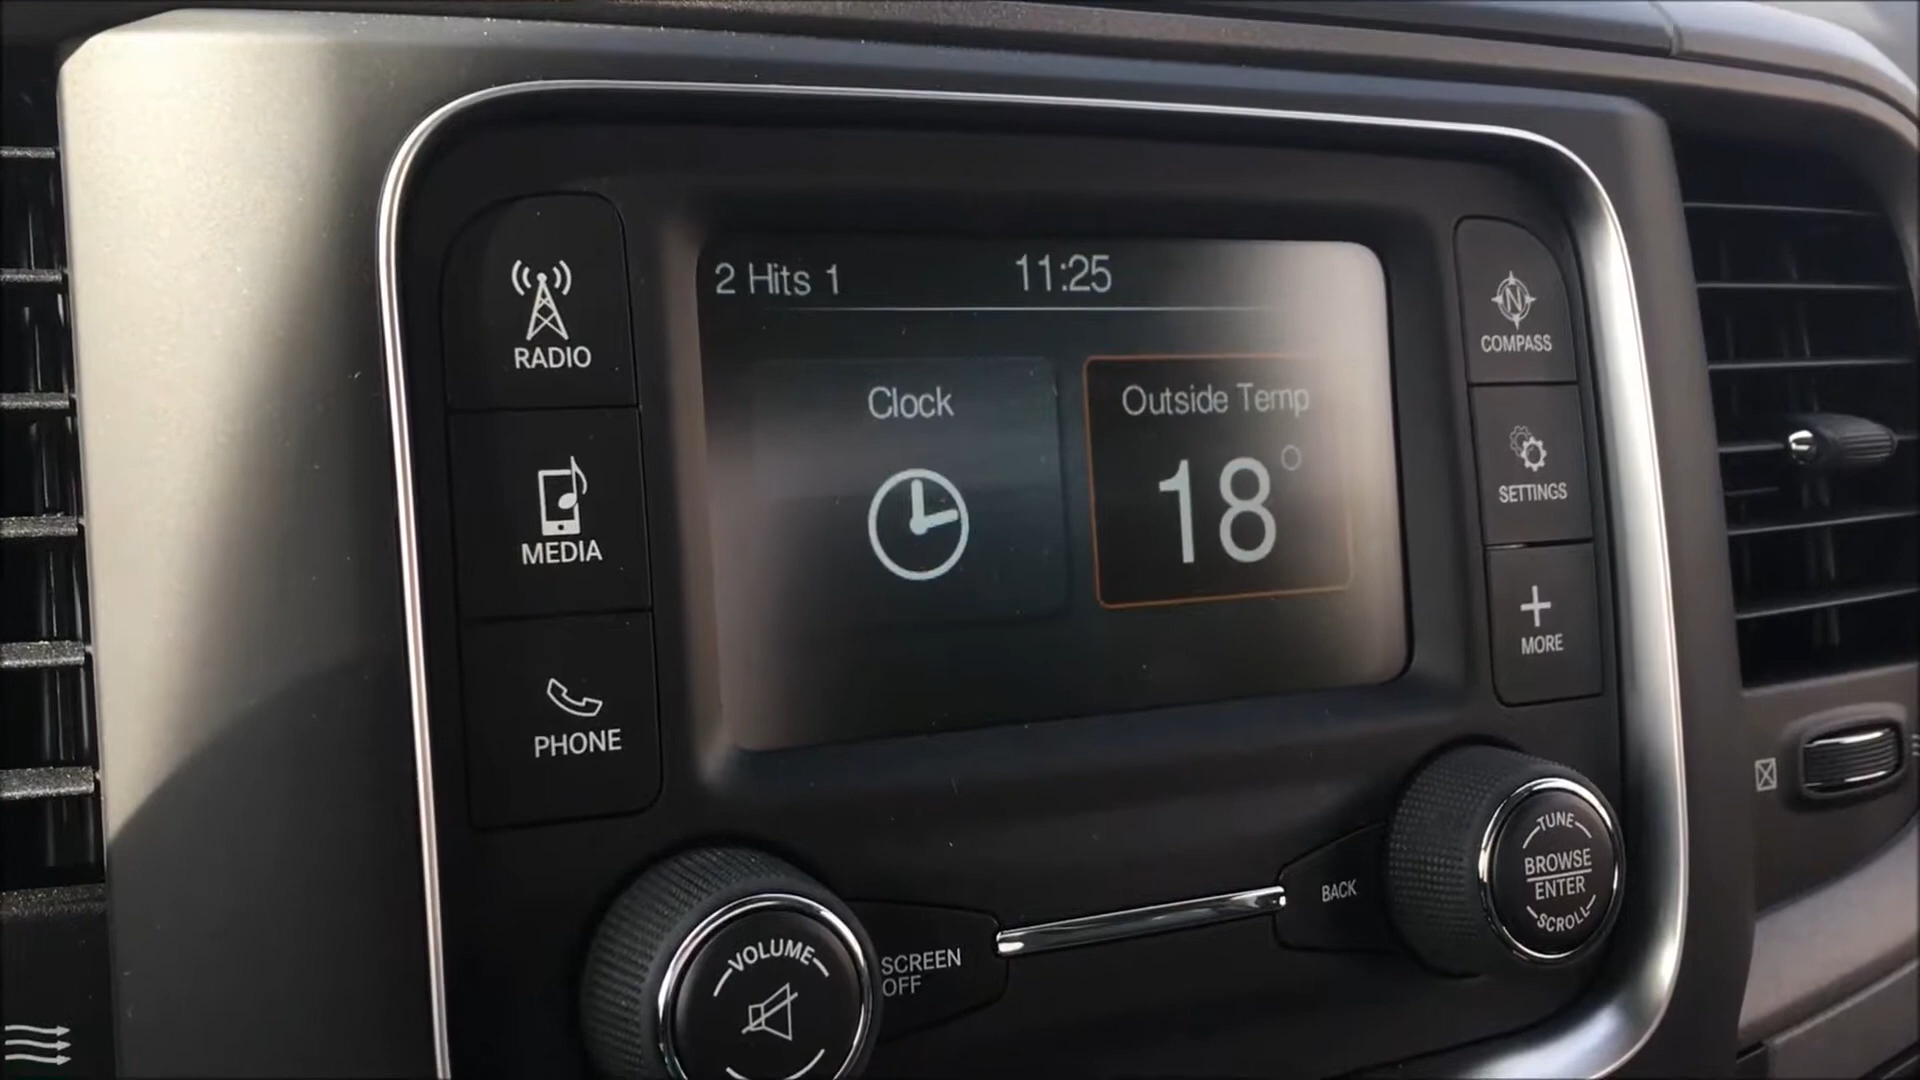 2 Hits 1
11:25
RADIO
MEDIA
PHONE
Clock
Outside Temp
18°
N
COMPASS
SETTINGS
MORE
VOLUME
SCREEN
OFF
BACK
TUNE
BROWSE
ENTER
SCROLL